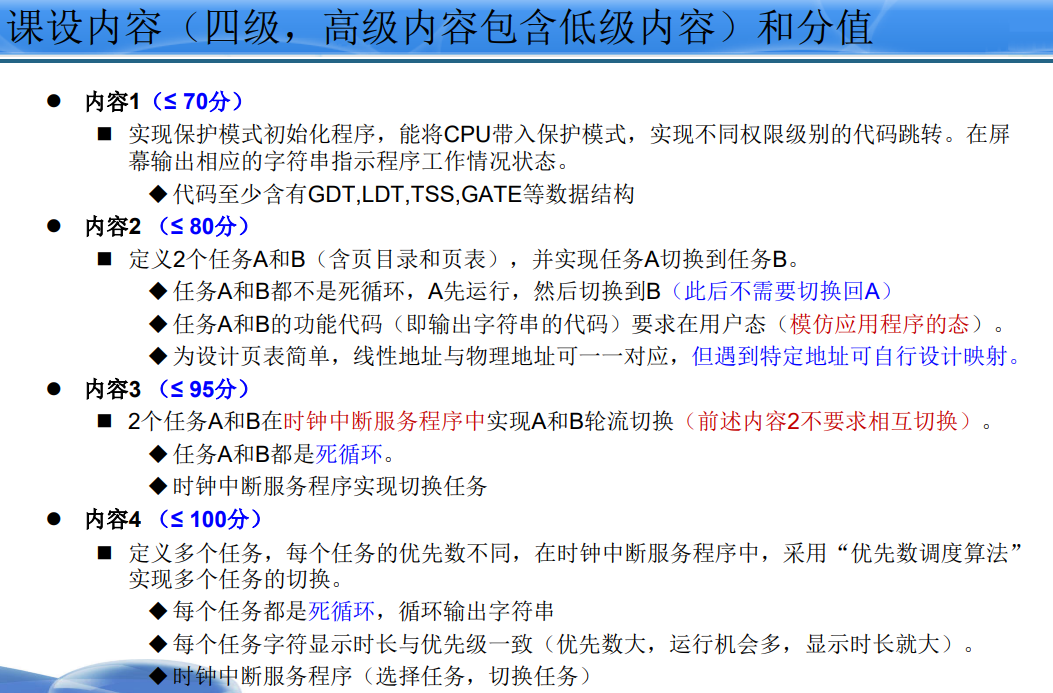 课设内容（四级，高级内容包含低级内容）和分值
● 内容1（≤ 70分）
■ 实现保护模式初始化程序，能将CPU带入保护模式，实现不同权限级别的代码跳转。在屏
幕输出相应的字符串指示程序工作情况状态。
◆代码至少含有GDT,LDT,TSS,GATE等数据结构
● 内容2 （≤ 80分）
■ 定义2个任务A和B（含页目录和页表），并实现任务A切换到任务B。
◆任务A和B都不是死循环，A先运行，然后切换到B（此后不需要切换回A）
◆任务A和B的功能代码（即输出字符串的代码）要求在用户态（模仿应用程序的态）。
◆为设计页表简单，线性地址与物理地址可一一对应，但遇到特定地址可自行设计映射。
● 内容3 （≤ 95分）
■ 2个任务A和B在时钟中断服务程序中实现A和B轮流切换（前述内容2不要求相互切换）。
◆任务A和B都是死循环。
◆时钟中断服务程序实现切换任务
● 内容4 （≤ 100分）
■ 定义多个任务，每个任务的优先数不同，在时钟中断服务程序中，采用“优先数调度算法”
实现多个任务的切换。
◆每个任务都是死循环，循环输出字符串
◆每个任务字符显示时长与优先级一致（优先数大，运行机会多，显示时长就大）。
◆时钟中断服务程序（选择任务，切换任务）